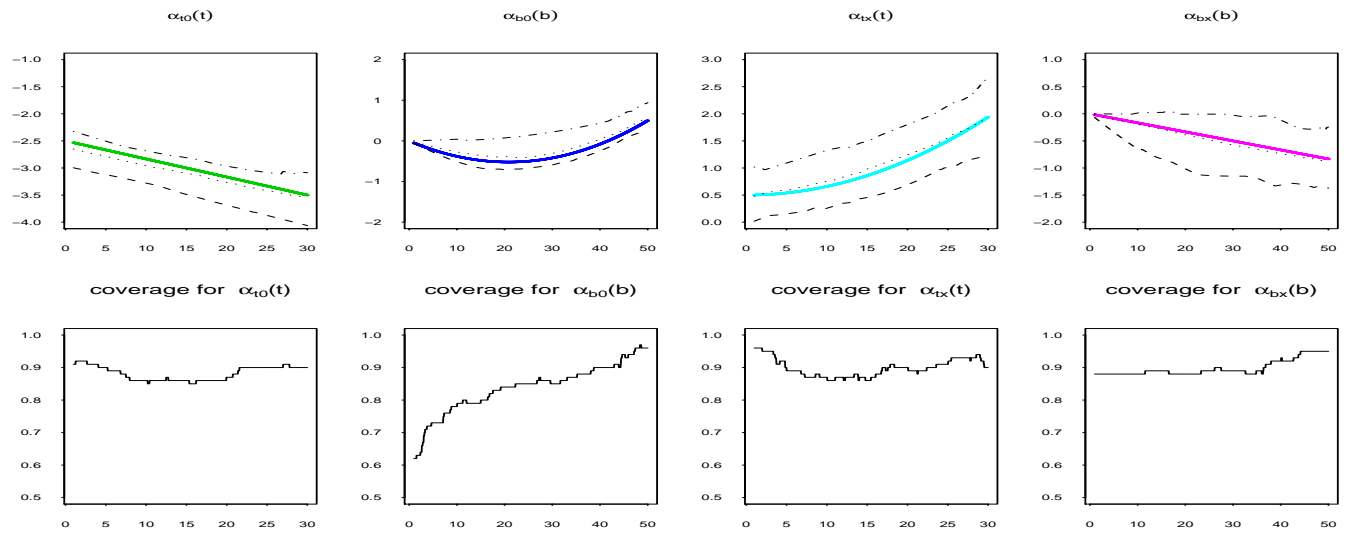 α_t0(t) α_b0(b) α_tx(t) α_bx(b)
−1.0 2 3.0 1.0
−1.5 2.5 0.5
−2.0 1 2.0 0.0
−2.5 0 1.5 −0.5
−3.0 1.0 −1.0
−3.5 −1 0.5 −1.5
−4.0 −2 0.0 −2.0
0 5 10 15 20 25 30 0 10 20 30 40 50 0 5 10 15 20 25 30 0 10 20 30 40 50
coverage for α_t0(t) coverage for α_b0(b) coverage for α_tx(t) coverage for α_bx(b)
1.0 1.0 1.0 1.0
0.9 0.9 0.9 0.9
0.8 0.8 0.8 0.8
0.7 0.7 0.7 0.7
0.6 0.6 0.6 0.6
0.5 0.5 0.5 0.5
0 5 10 15 20 25 30 0 10 20 30 40 50 0 5 10 15 20 25 30 0 10 20 30 40 50